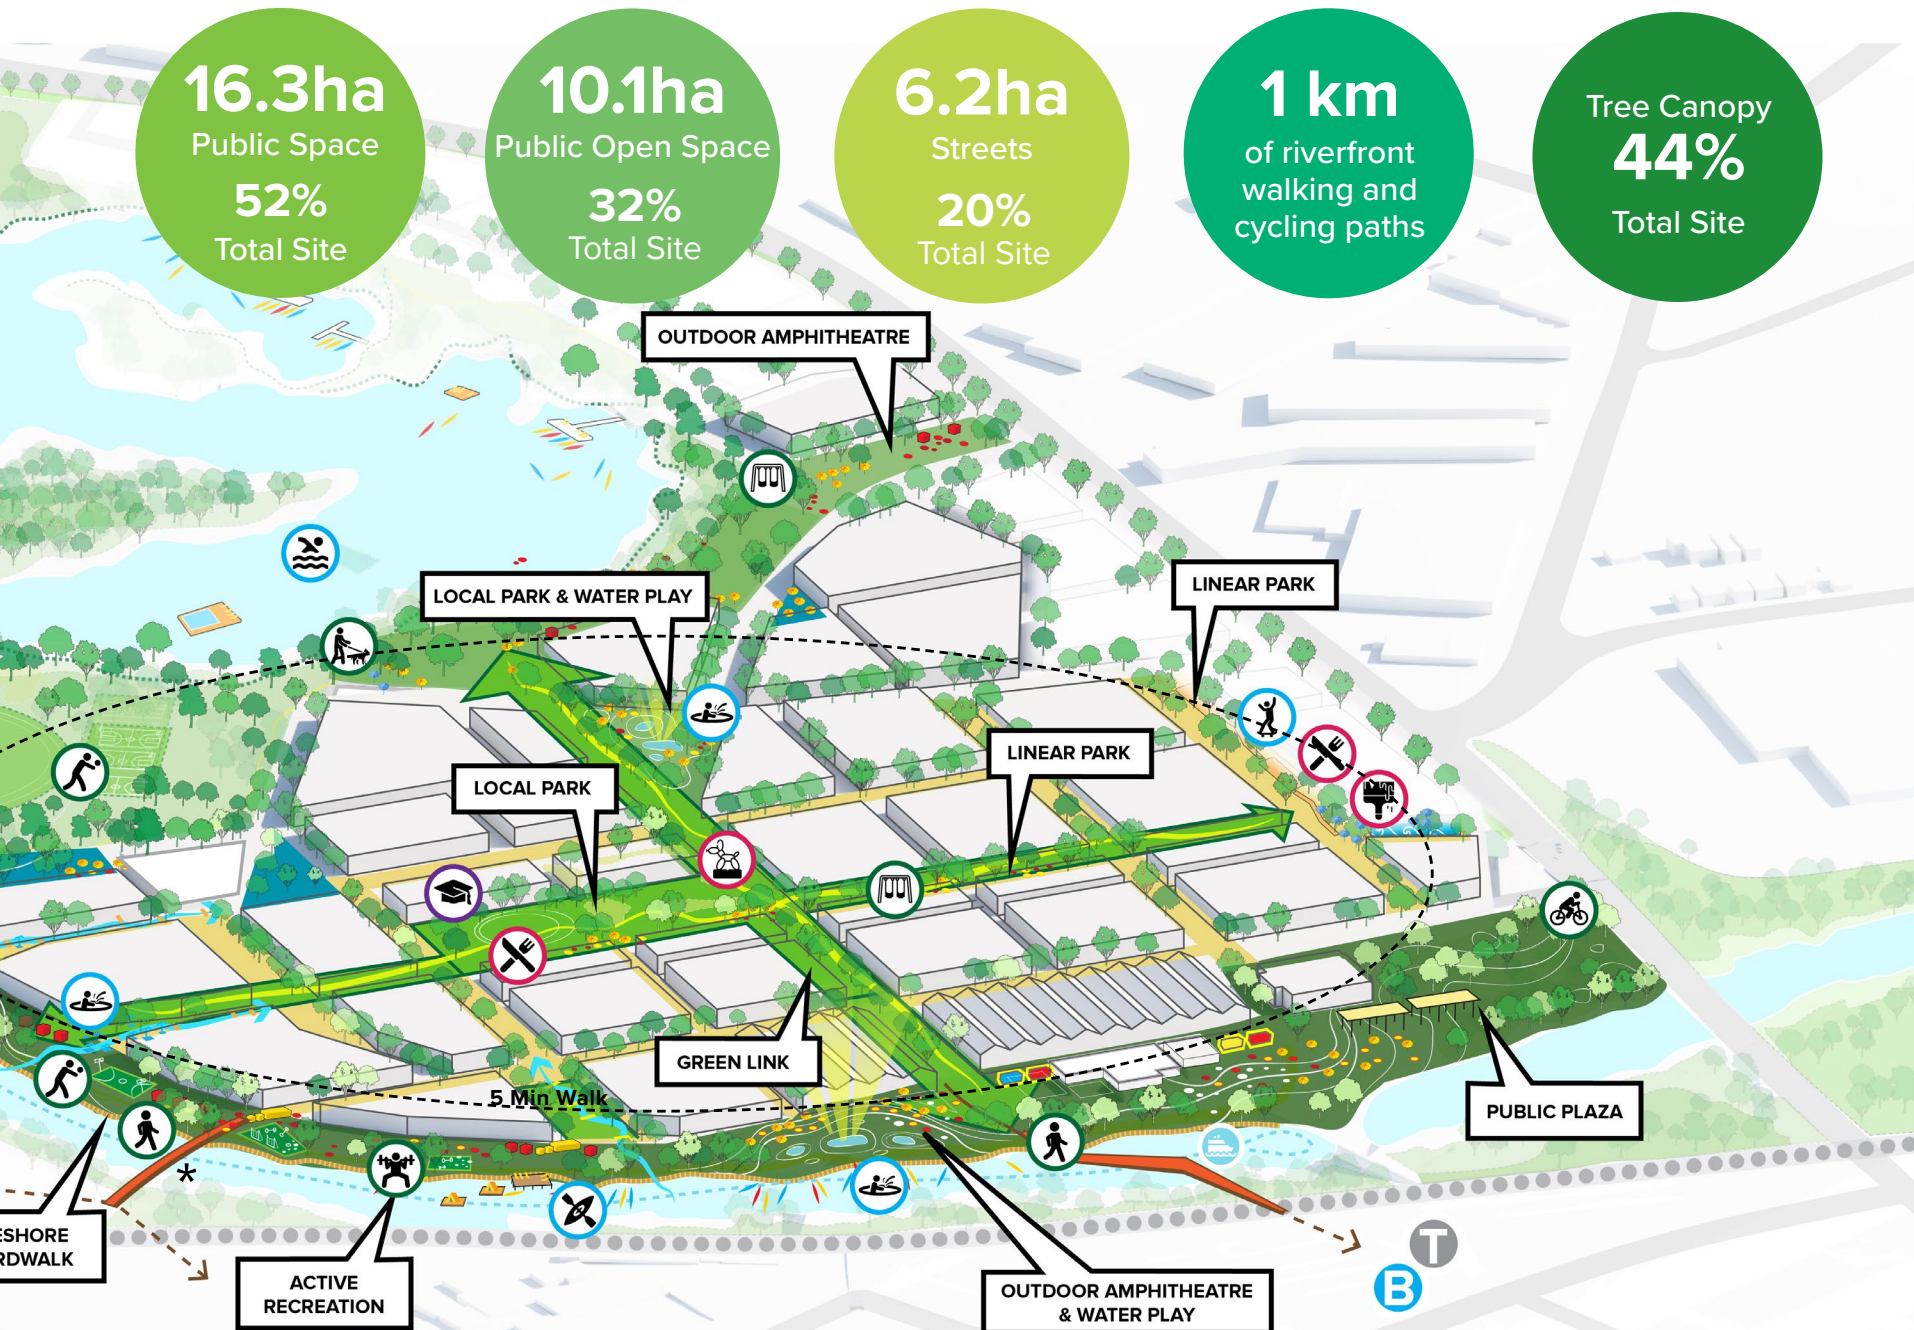 16.3ha
Public Space
52%
Total Site
10.1ha
Public Open Space
32%
Total Site
6.2ha
Streets
20%
Total Site
1 km
of riverfront
walking and
cycling paths
Tree Canopy
44%
Total Site
OUTDOOR AMPHITHEATRE
LOCAL PARK & WATER PLAY
LINEAR PARK
LINEAR PARK
LOCAL PARK
GREEN LINK
5 Min Walk
PUBLIC PLAZA
*
ESHORE
RDWALK
ACTIVE
RECREATION
OUTDOOR AMPHITHEATRE
& WATER PLAY
T
B